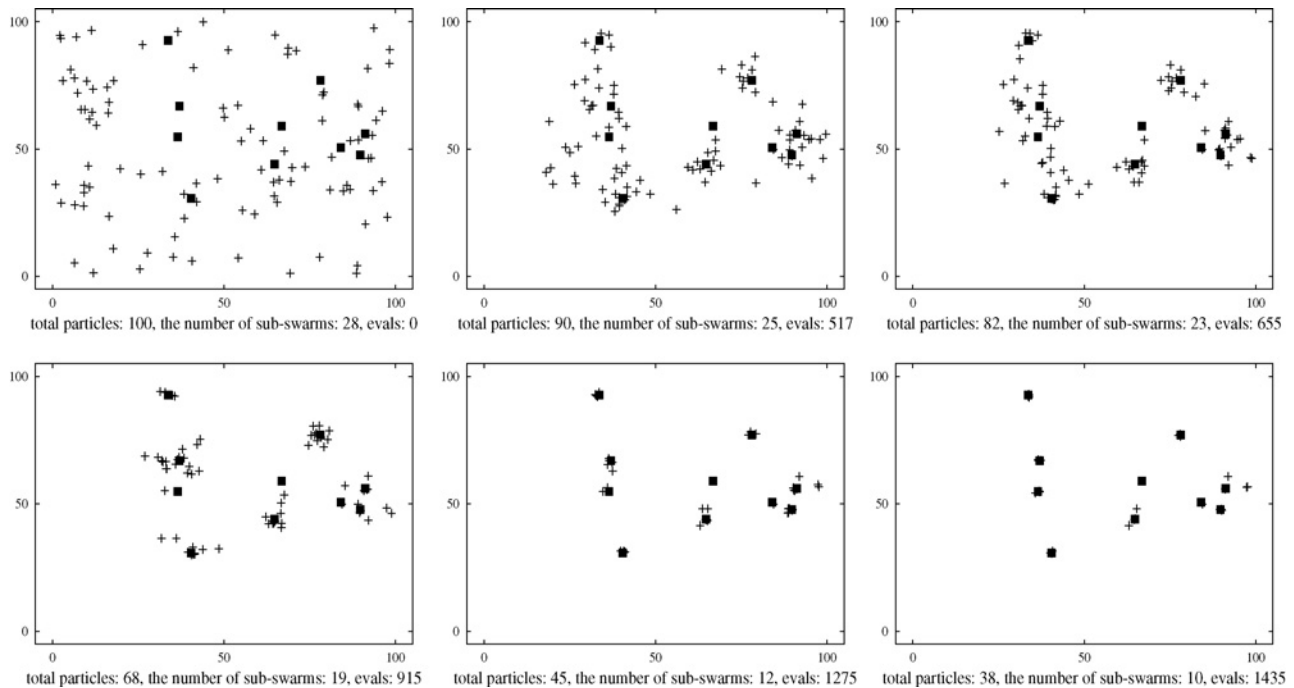 100
50
0
0 50 100
total particles: 100, the number of sub-swarms: 28, evals: 0
100
50
0
0 50 100
total particles: 90, the number of sub-swarms: 25, evals: 517
100
50
0
0 50 100
total particles: 82, the number of sub-swarms: 23, evals: 655
100
50
0
0 50 100
total particles: 68, the number of sub-swarms: 19, evals: 915
100
50
0
0 50 100
total particles: 45, the number of sub-swarms: 12, evals: 1275
100
50
0
0 50 100
total particles: 38, the number of sub-swarms: 10, evals: 1435